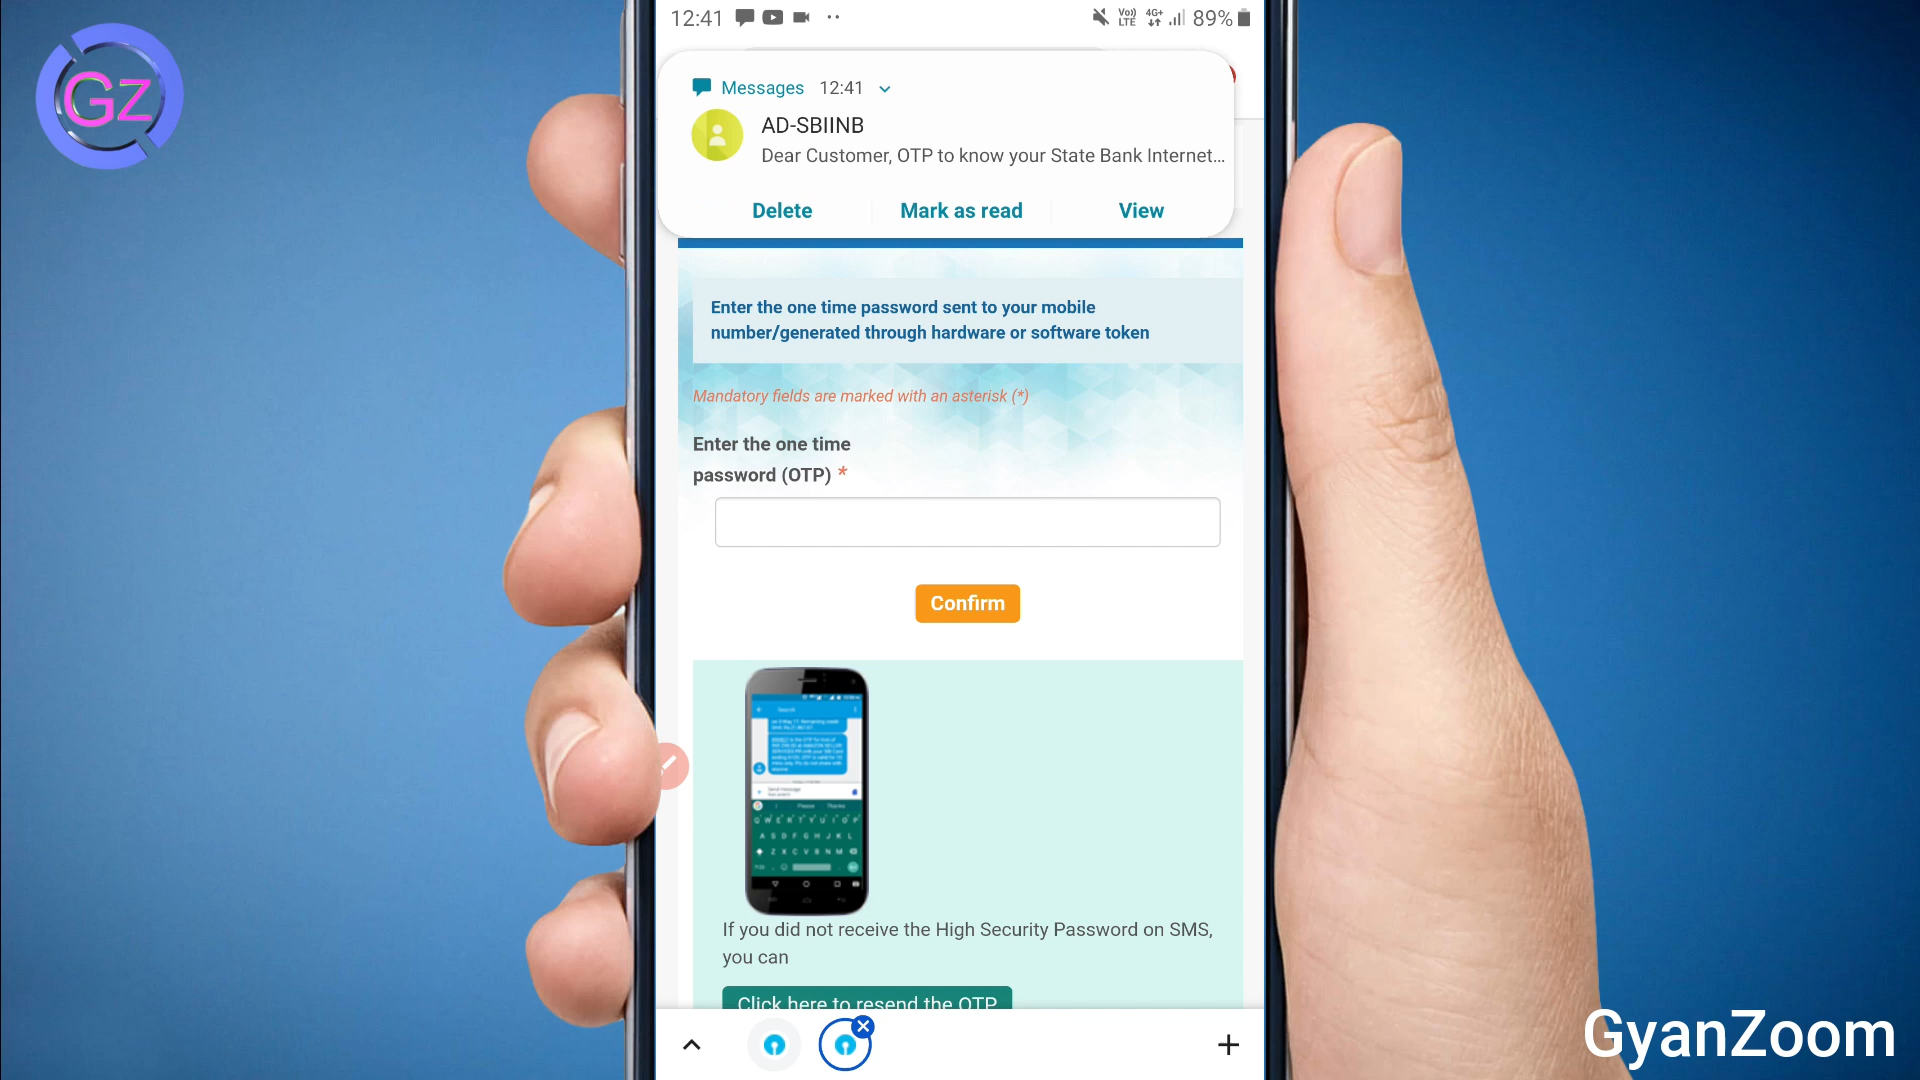 GZ
12:41
Vo))
LTE
4G+
89%
Messages 12:41
AD-SBIINB
Dear Customer, OTP to know your State Bank Internet...
Delete
Mark as read
View
Enter the one time password sent to your mobile
number/generated through hardware or software token
Mandatory fields are marked with an asterisk (*)
Enter the one time
password (OTP) *
Confirm
If you did not receive the High Security Password on SMS,
you can
Click here to resend the OTP
GyanZoom